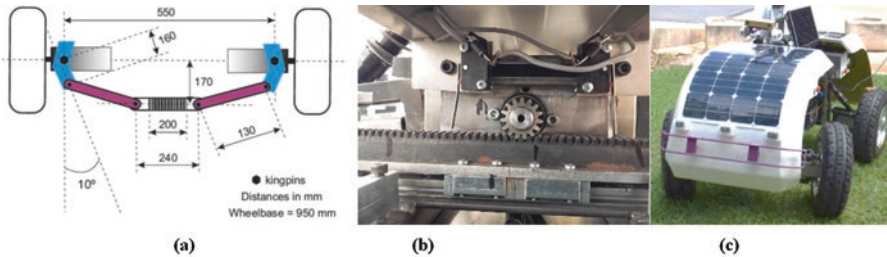 (a)
550
160
170
200
130
240
10º
kingpins
Distances in mm
Wheelbase = 950 mm
(b)
(c)